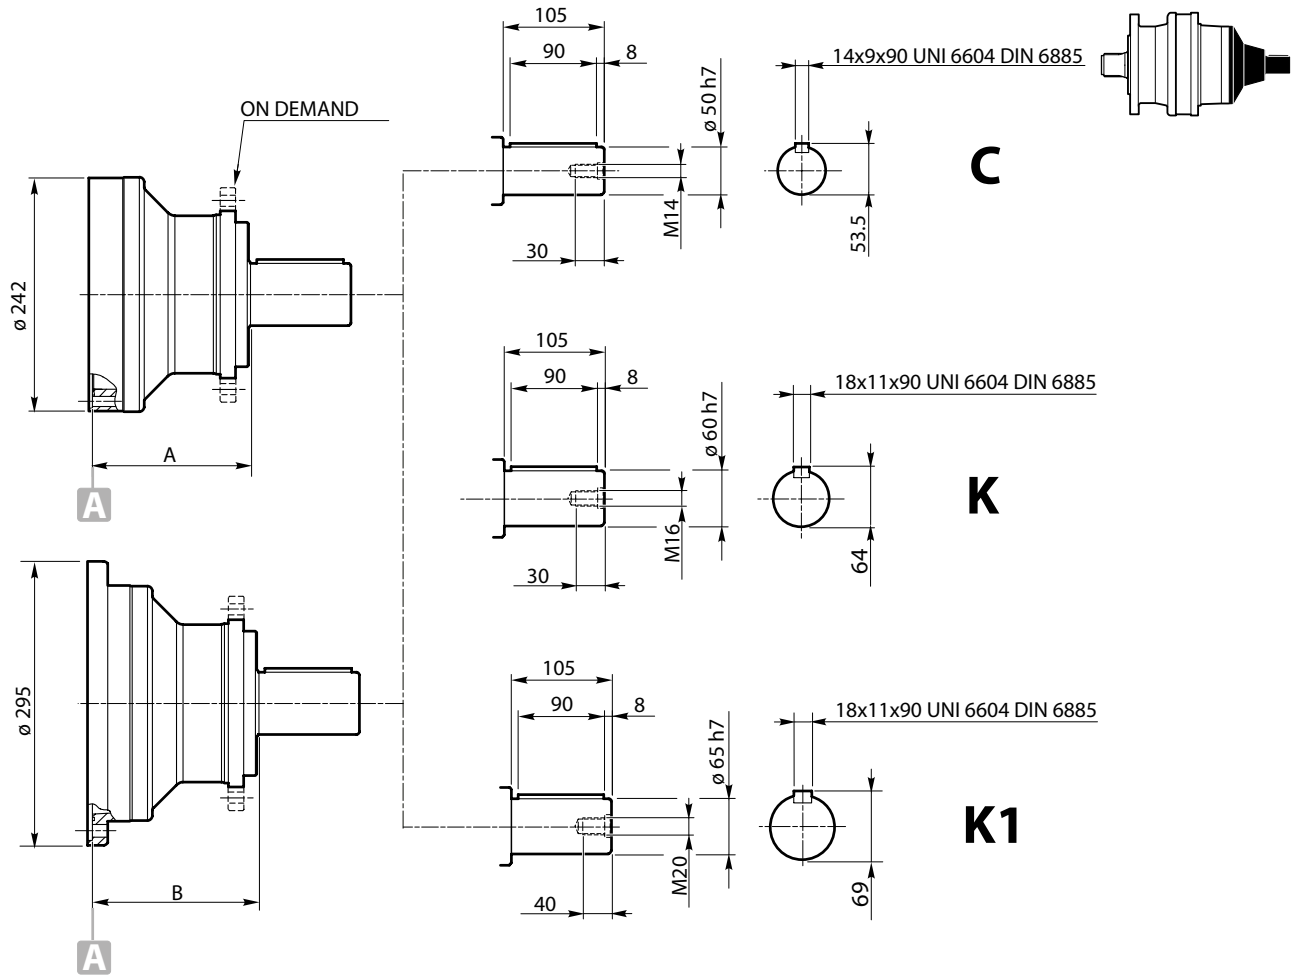 ON DEMAND
ø 242
A
A
ø 295
B
A
105
90
8
ø 50 h7
M14
30
14x9x90 UNI 6604 DIN 6885
53.5
C
105
90
8
ø 60 h7
M16
30
18x11x90 UNI 6604 DIN 6885
64
K
105
90
8
ø 65 h7
M20
40
18x11x90 UNI 6604 DIN 6885
69
K1